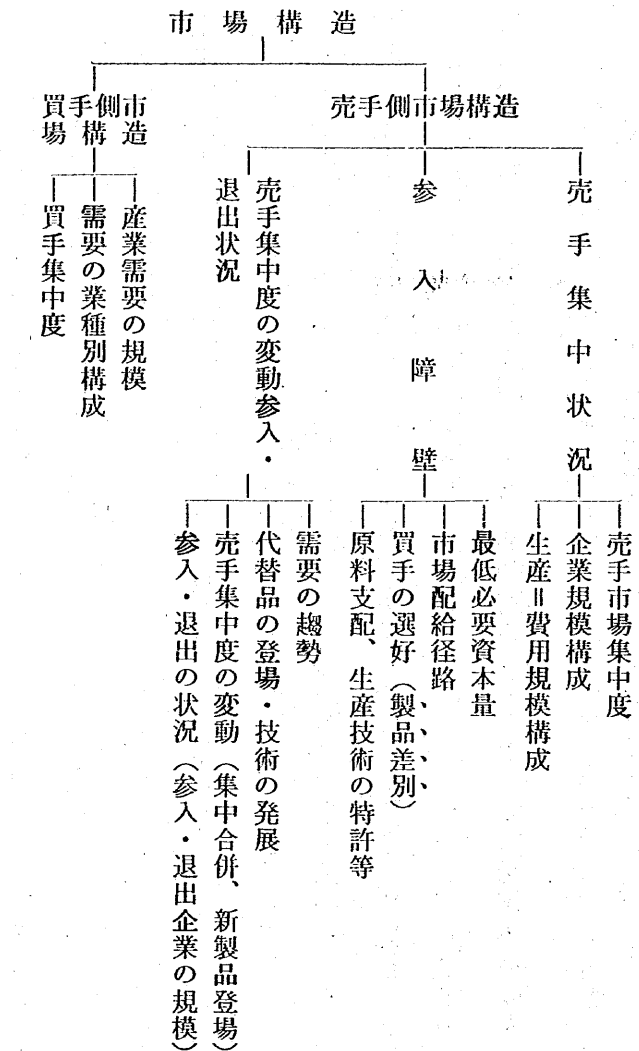 市場構造
売手側市場構造
売手集中状況
売手市場集中度
企業規模構成
生産=費用規模構成
参入障壁
最低必要資本量
市場配給径路
買手の選好(製品差別)
原料支配、生産技術の特許等
売手集中度の変動参入・
退出状況
需要の趨勢
代替品の登場・技術の発展
売手集中度の変動(集中合併、新製品登場)
参入・退出の状況(参入・退出企業の規模)
買手側市
場構造
産業需要の規模
需要の業種別構成
買手集中度